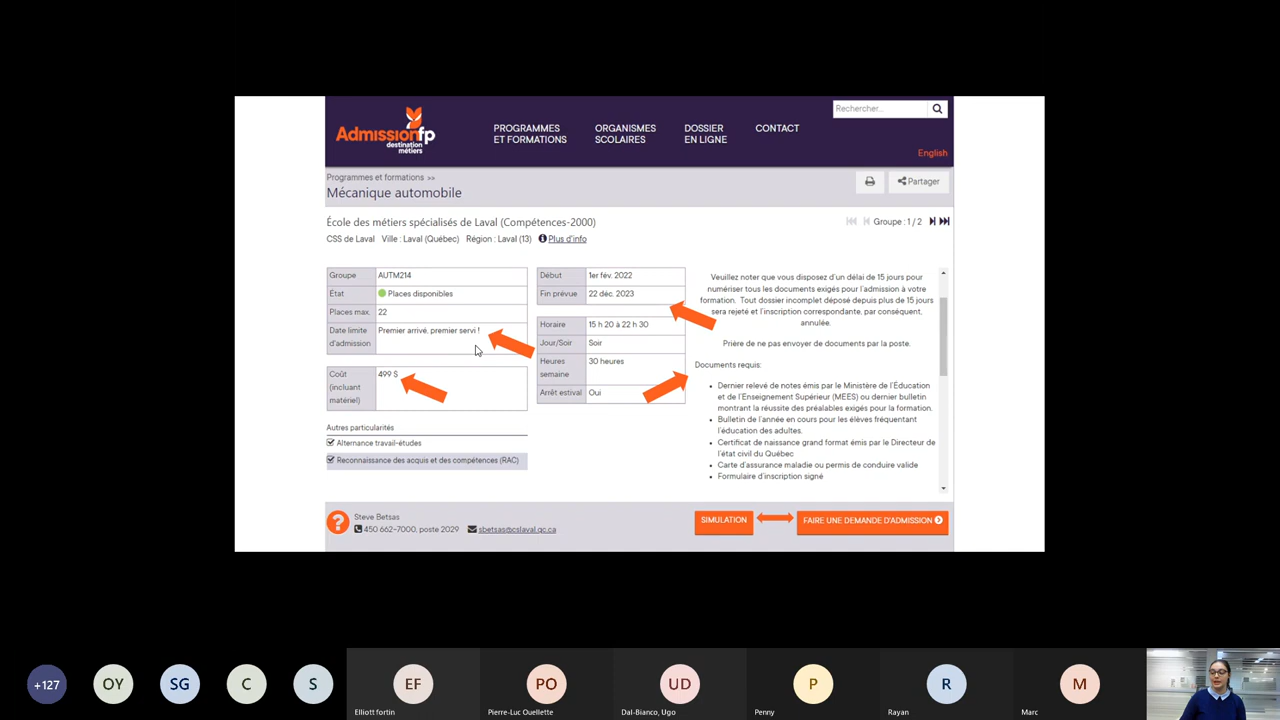 Admissionfp
destination
métiers
PROGRAMMES
ET FORMATIONS
ORGANISMES
SCOLAIRES
DOSSIER
EN LIGNE
CONTACT
Rechercher...
English
Programmes et formations >>
Mécanique automobile
Partager
École des métiers spécialisés de Laval (Compétences-2000)
Groupe : 1 / 2
CSS de Laval Ville : Laval (Québec) Région : Laval (13) Plus d'info
Groupe AUTM214
État Places disponibles
Places max. 22
Date limite d'admission Premier arrivé, premier servi !
Coût (incluant matériel) 499 $
Autres particularités
Alternance travail-études
Reconnaissance des acquis et des compétences (RAC)
Début 1er fév. 2022
Fin prévue 22 déc. 2023
Horaire 15 h 20 à 22 h 30
Jour/Soir Soir
Heures semaine 30 heures
Arrêt estival Oui
Veuillez noter que vous disposez d'un délai de 15 jours pour
numériser tous les documents exigés pour l'admission à votre
formation. Tout dossier incomplet déposé depuis plus de 15 jours
sera rejeté et l'inscription correspondante, par conséquent,
annulée.
Prière de ne pas envoyer de documents par la poste.
Documents requis:
Dernier relevé de notes émis par le Ministère de l'Éducation
et de l'Enseignement Supérieur (MEES) ou dernier bulletin
montrant la réussite des préalables exigés pour la formation.
Bulletin de l'année en cours pour les élèves fréquentant
l'éducation des adultes.
Certificat de naissance grand format émis par le Directeur de
l'état civil du Québec
Carte d'assurance maladie ou permis de conduire valide
Formulaire d'inscription signé
?
Steve Betsas
450 662-7000, poste 2029 sbetsas@cslaval.qc.ca
SIMULATION
FAIRE UNE DEMANDE D'ADMISSION
+127
OY
SG
C
S
EF
Elliott fortin
PO
Pierre-Luc Ouellette
UD
Dal-Bianco, Ugo
P
Penny
R
Rayan
M
Marc